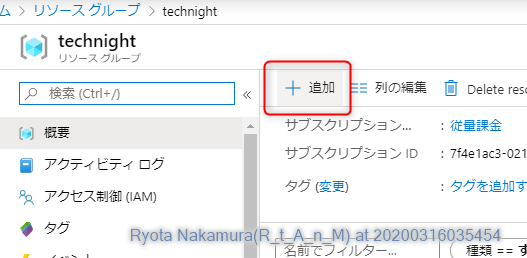 ム > リソース グループ > technight
technight
リソース グループ
検索 (Ctrl+/)
«
概要
アクティビティ ログ
アクセス制御 (IAM)
タグ
イベント
+ 追加
列の編集
Delete reso
サブスクリプション...
: 従量課金
サブスクリプション ID
: 7f4e1ac3-021
タグ (変更)
: タグを追加す
Ryota Nakamura(R_t_A_n_M) at 20200316035454
名前でフィルター...
種類 == す